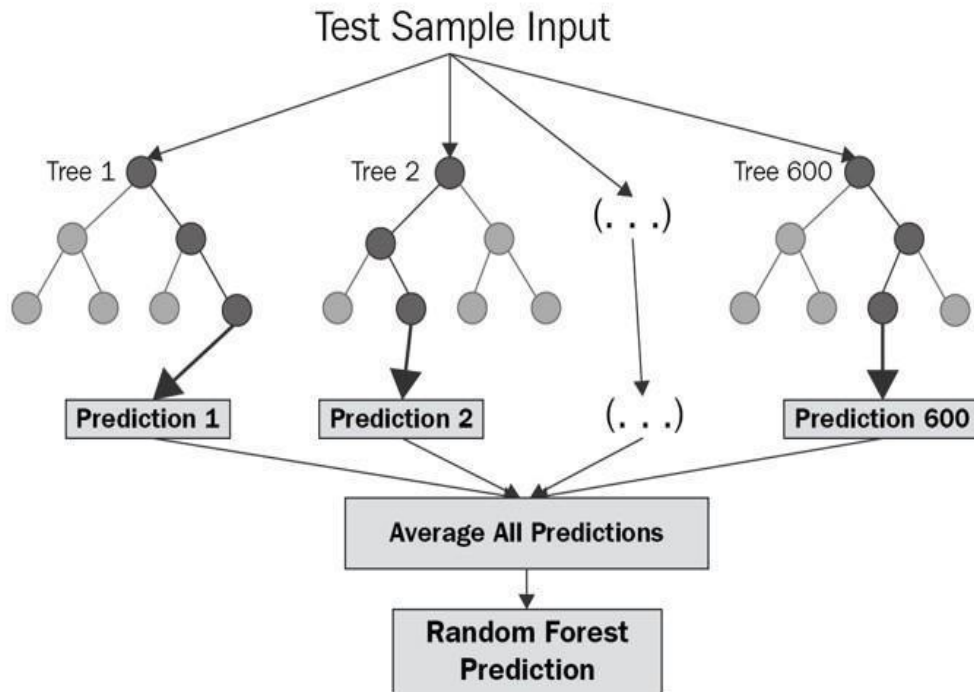 Test Sample Input
Tree 1
Tree 2
Tree 600
(. . .)
Prediction 1
Prediction 2
(. . .)
Prediction 600
Average All Predictions
Random Forest
Prediction